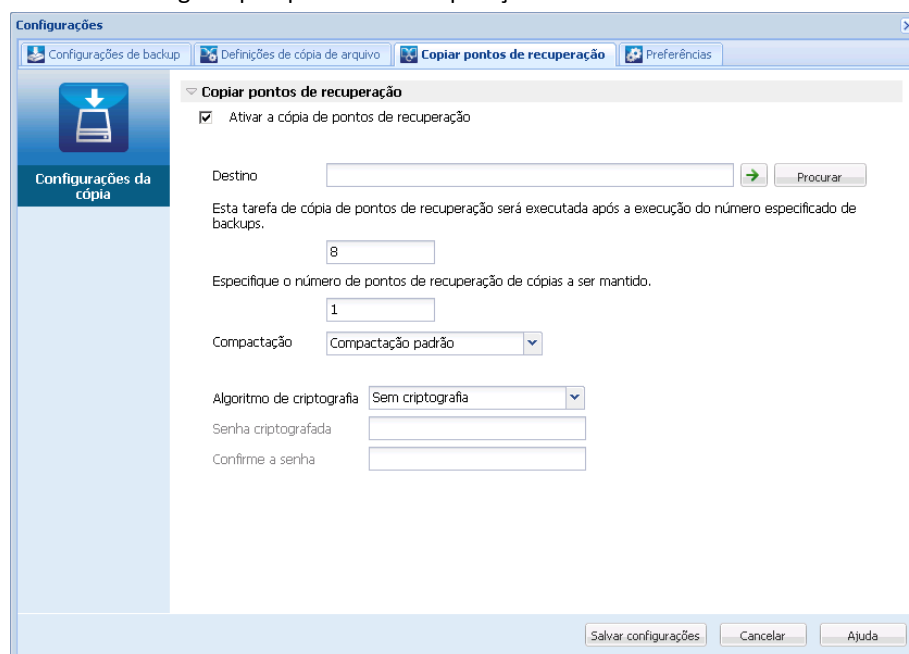 Configurações
Configurações de backup
Definições de cópia de arquivo
Copiar pontos de recuperação
Preferências
Configurações da
cópia
Copiar pontos de recuperação
Ativar a cópia de pontos de recuperação
Destino
Procurar
Esta tarefa de cópia de pontos de recuperação será executada após a execução do número especificado de
backups.
8
Especifique o número de pontos de recuperação de cópias a ser mantido.
1
Compactação
Compactação padrão
Algoritmo de criptografia
Sem criptografia
Senha criptografada
Confirme a senha
Salvar configurações
Cancelar
Ajuda